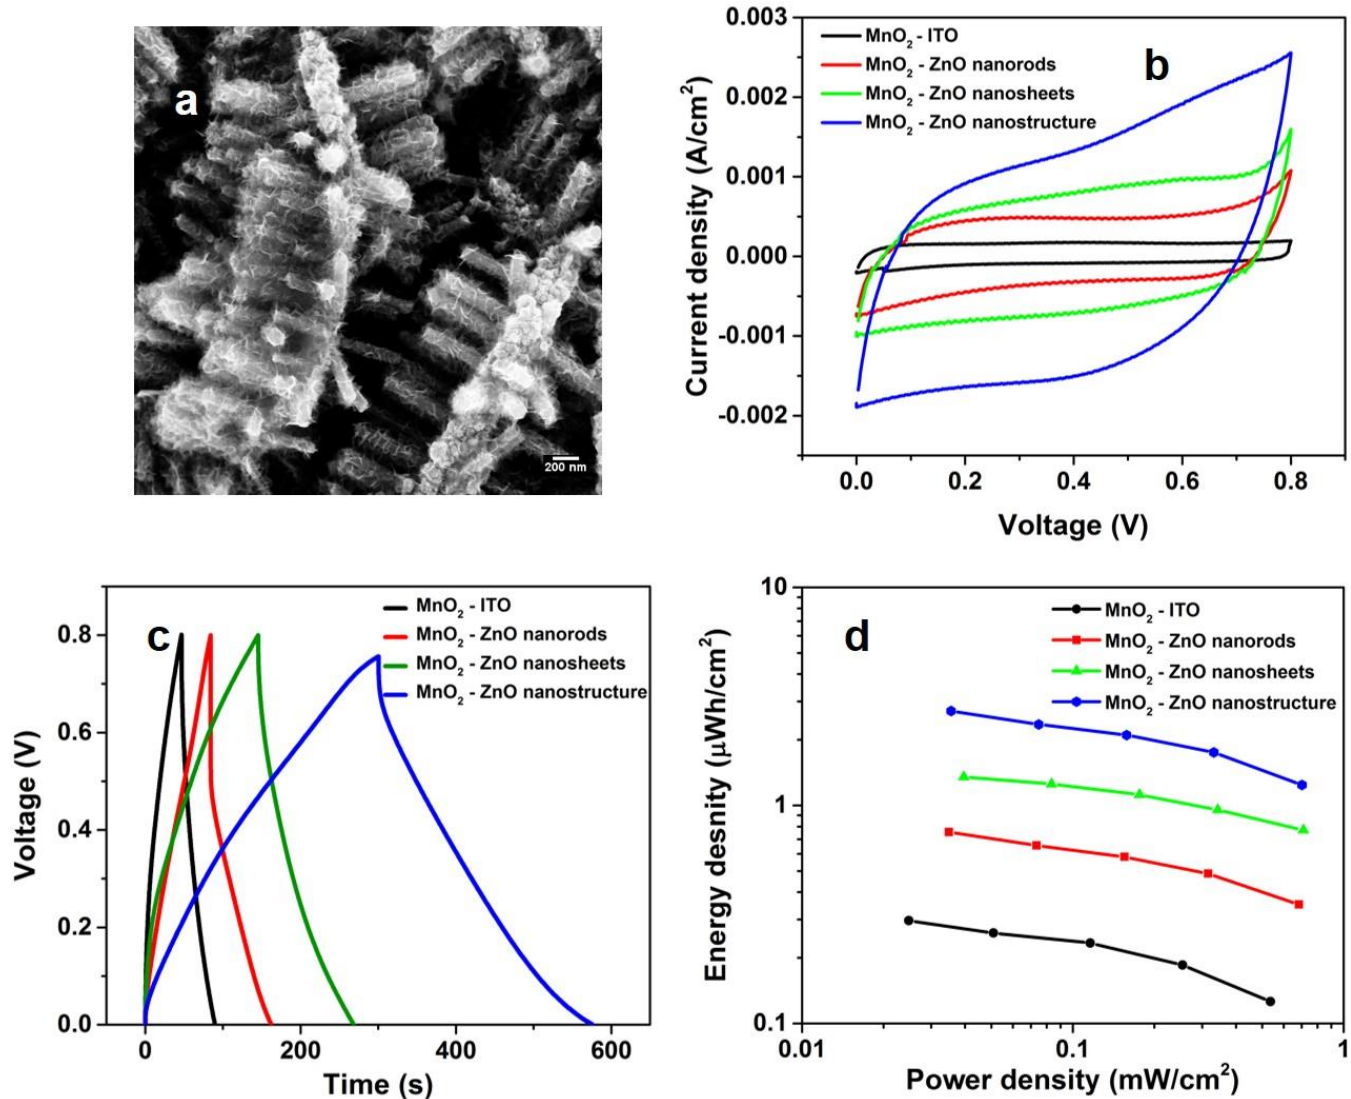 a
200 nm
b
MnO₂ - ITO
MnO₂ - ZnO nanorods
MnO₂ - ZnO nanosheets
MnO₂ - ZnO nanostructure
0.003
0.002
0.001
0.000
-0.001
-0.002
Current density (A/cm²)
0.0 0.2 0.4 0.6 0.8
Voltage (V)
c
MnO₂ - ITO
MnO₂ - ZnO nanorods
MnO₂ - ZnO nanosheets
MnO₂ - ZnO nanostructure
0.8
0.6
0.4
0.2
0.0
Voltage (V)
0 200 400 600
Time (s)
d
MnO₂ - ITO
MnO₂ - ZnO nanorods
MnO₂ - ZnO nanosheets
MnO₂ - ZnO nanostructure
10
1
0.1
Energy desnity (μWh/cm²)
0.01 0.1 1
Power density (mW/cm²)